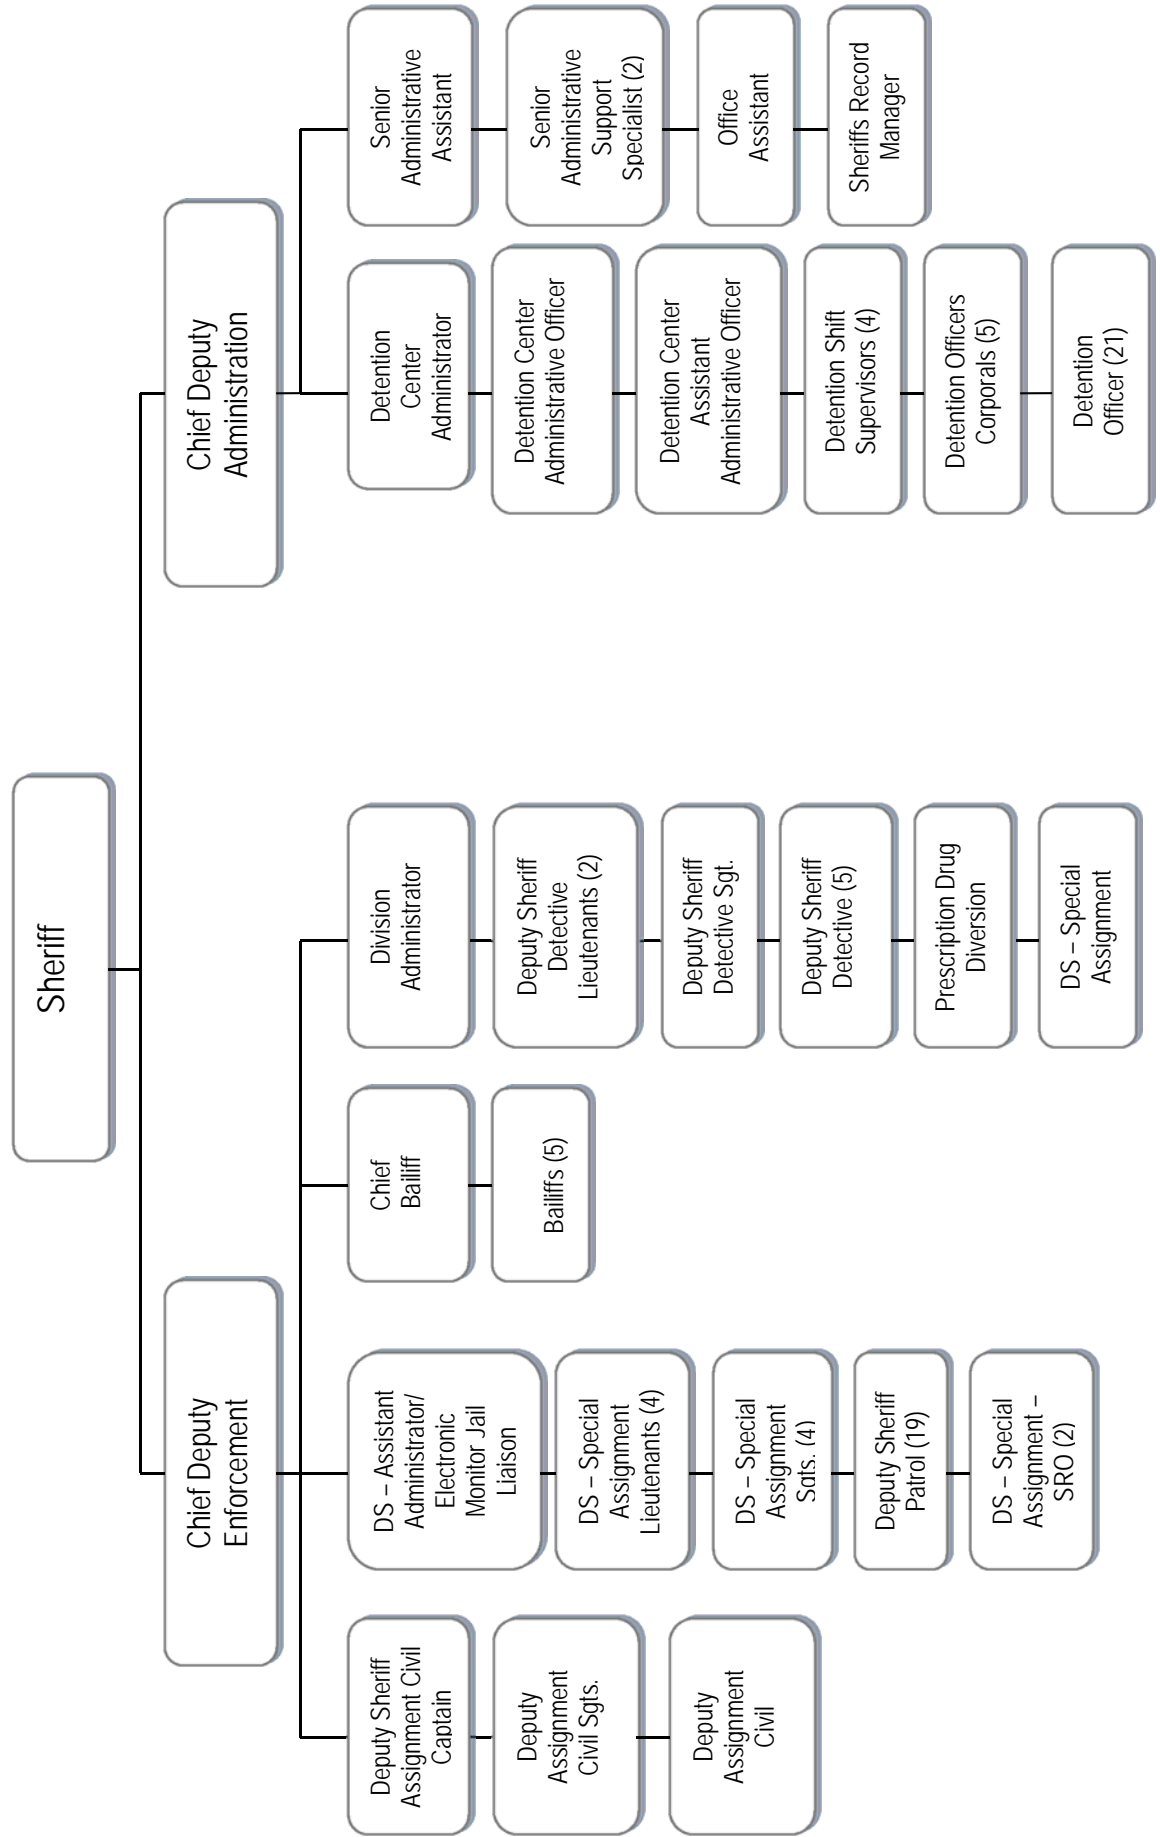 Sheriff
Chief Deputy
Enforcement
Chief Deputy
Administration
Deputy Sheriff
Assignment Civil
Captain
Deputy
Assignment
Civil Sgts.
Deputy
Assignment
Civil
DS – Assistant
Administrator/
Electronic
Monitor Jail
Liaison
DS – Special
Assignment
Lieutenants (4)
DS – Special
Assignment
Sgts. (4)
Deputy Sheriff
Patrol (19)
DS – Special
Assignment –
SRO (2)
Chief
Bailiff
Bailiffs (5)
Division
Administrator
Deputy Sheriff
Detective
Lieutenants (2)
Deputy Sheriff
Detective Sgt.
Deputy Sheriff
Detective (5)
Prescription Drug
Diversion
DS – Special
Assignment
Detention
Center
Administrator
Detention Center
Administrative Officer
Detention Center
Assistant
Administrative Officer
Detention Shift
Supervisors (4)
Detention Officers
Corporals (5)
Detention
Officer (21)
Senior
Administrative
Assistant
Senior
Administrative
Support
Specialist (2)
Office
Assistant
Sheriffs Record
Manager